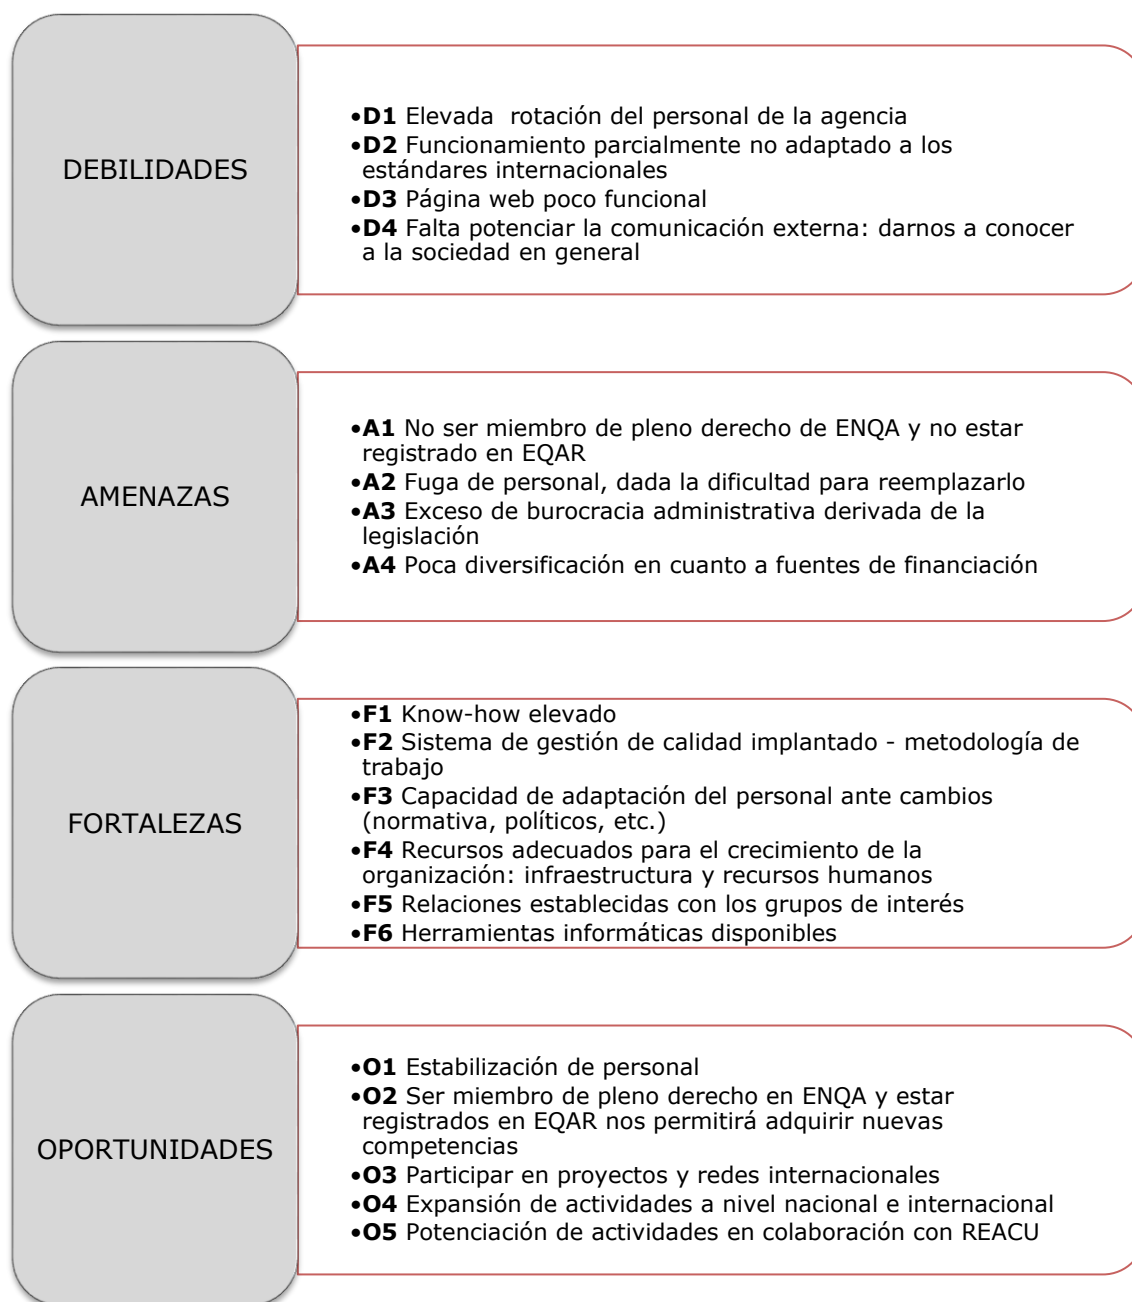 DEBILIDADES
•D1 Elevada  rotación del personal de la agencia
•D2 Funcionamiento parcialmente no adaptado a los
estándares internacionales
•D3 Página web poco funcional
•D4 Falta potenciar la comunicación externa: darnos a conocer
a la sociedad en general
AMENAZAS
•A1 No ser miembro de pleno derecho de ENQA y no estar
registrado en EQAR
•A2 Fuga de personal, dada la dificultad para reemplazarlo
•A3 Exceso de burocracia administrativa derivada de la
legislación
•A4 Poca diversificación en cuanto a fuentes de financiación
FORTALEZAS
•F1 Know-how elevado
•F2 Sistema de gestión de calidad implantado - metodología de
trabajo
•F3 Capacidad de adaptación del personal ante cambios
(normativa, políticos, etc.)
•F4 Recursos adecuados para el crecimiento de la
organización: infraestructura y recursos humanos
•F5 Relaciones establecidas con los grupos de interés
•F6 Herramientas informáticas disponibles
OPORTUNIDADES
•O1 Estabilización de personal
•O2 Ser miembro de pleno derecho en ENQA y estar
registrados en EQAR nos permitirá adquirir nuevas
competencias
•O3 Participar en proyectos y redes internacionales
•O4 Expansión de actividades a nivel nacional e internacional
•O5 Potenciación de actividades en colaboración con REACU